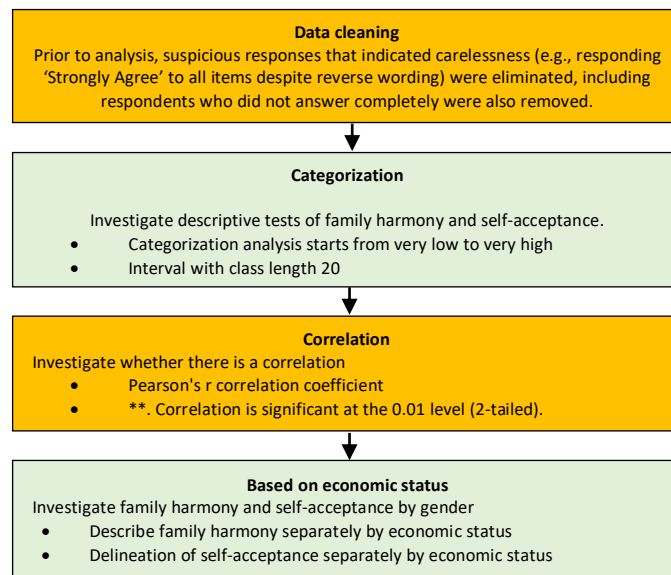 Data cleaning
Prior to analysis, suspicious responses that indicated carelessness (e.g., responding
‘Strongly Agree’ to all items despite reverse wording) were eliminated, including
respondents who did not answer completely were also removed.
Categorization
Investigate descriptive tests of family harmony and self-acceptance.
• Categorization analysis starts from very low to very high
• Interval with class length 20
Correlation
Investigate whether there is a correlation
• Pearson's r correlation coefficient
• **. Correlation is significant at the 0.01 level (2-tailed).
Based on economic status
Investigate family harmony and self-acceptance by gender
• Describe family harmony separately by economic status
• Delineation of self-acceptance separately by economic status